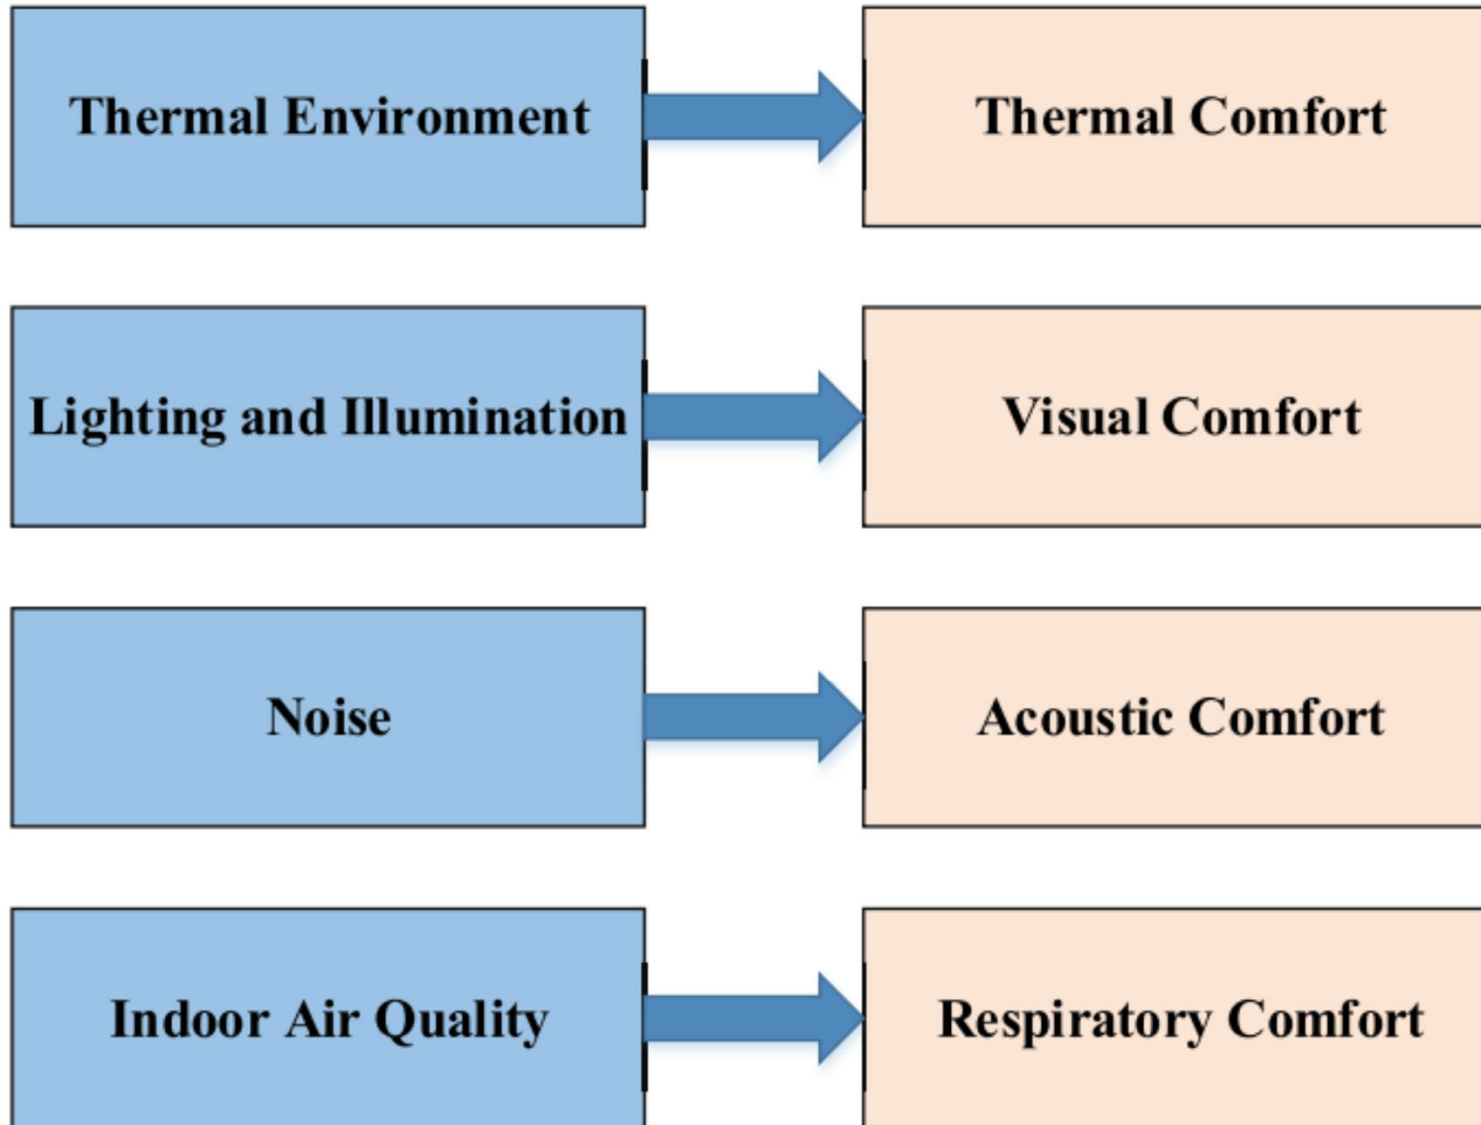 Thermal Environment
Thermal Comfort
Lighting and Illumination
Visual Comfort
Noise
Acoustic Comfort
Indoor Air Quality
Respiratory Comfort